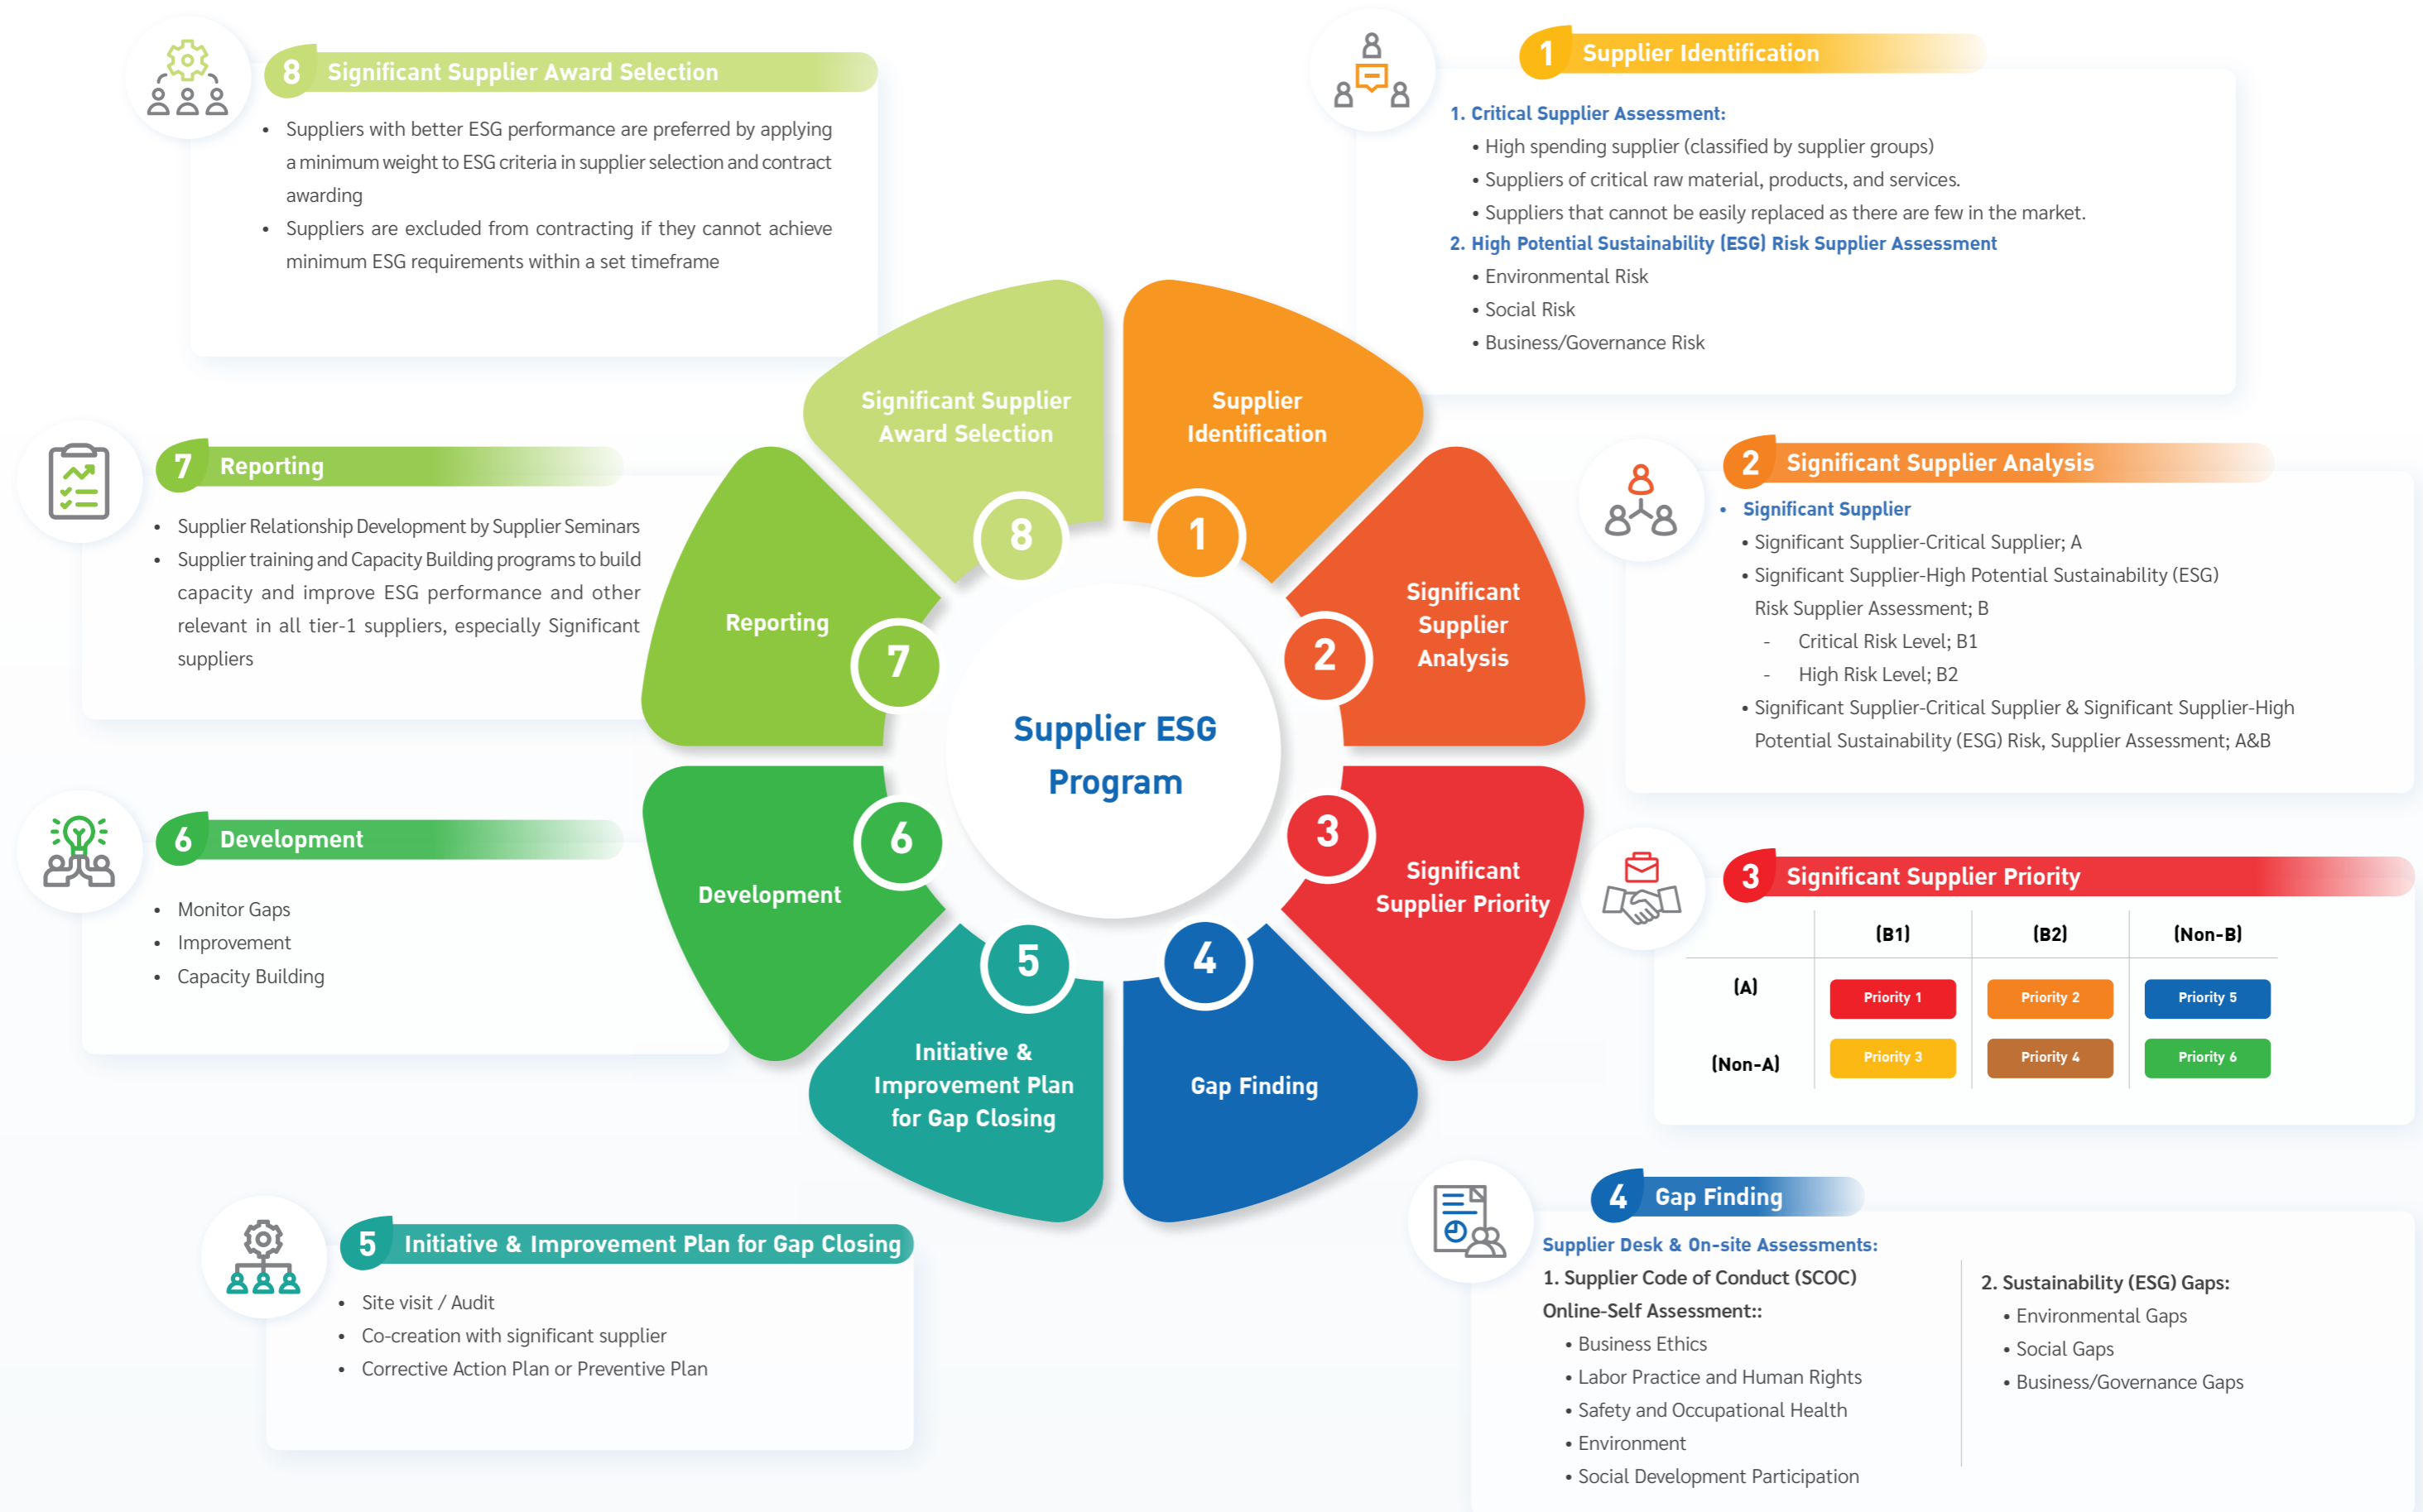 8 Significant Supplier Award Selection
• Suppliers with better ESG performance are preferred by applying
a minimum weight to ESG criteria in supplier selection and contract
awarding
• Suppliers are excluded from contracting if they cannot achieve
minimum ESG requirements within a set timeframe
1 Supplier Identification
1. Critical Supplier Assessment:
• High spending supplier (classified by supplier groups)
• Suppliers of critical raw material, products, and services.
• Suppliers that cannot be easily replaced as there are few in the market.
2. High Potential Sustainability (ESG) Risk Supplier Assessment
• Environmental Risk
• Social Risk
• Business/Governance Risk
7 Reporting
• Supplier Relationship Development by Supplier Seminars
• Supplier training and Capacity Building programs to build
capacity and improve ESG performance and other
relevant in all tier-1 suppliers, especially Significant
suppliers
2 Significant Supplier Analysis
• Significant Supplier
• Significant Supplier-Critical Supplier; A
• Significant Supplier-High Potential Sustainability (ESG)
Risk Supplier Assessment; B
- Critical Risk Level; B1
- High Risk Level; B2
• Significant Supplier-Critical Supplier & Significant Supplier-High
Potential Sustainability (ESG) Risk, Supplier Assessment; A&B
6 Development
• Monitor Gaps
• Improvement
• Capacity Building
3 Significant Supplier Priority
(B1) (B2) (Non-B)
(A) Priority 1 Priority 2 Priority 5
(Non-A) Priority 3 Priority 4 Priority 6
5 Initiative & Improvement Plan for Gap Closing
• Site visit / Audit
• Co-creation with significant supplier
• Corrective Action Plan or Preventive Plan
4 Gap Finding
Supplier Desk & On-site Assessments:
1. Supplier Code of Conduct (SCOC)
Online-Self Assessment::
• Business Ethics
• Labor Practice and Human Rights
• Safety and Occupational Health
• Environment
• Social Development Participation
2. Sustainability (ESG) Gaps:
• Environmental Gaps
• Social Gaps
• Business/Governance Gaps
Supplier ESG
Program
Supplier
Identification
1
Significant
Supplier
Analysis
2
3
Significant
Supplier Priority
4
Gap Finding
5
Initiative &
Improvement Plan
for Gap Closing
6
Development
Reporting
7
Significant Supplier
Award Selection
8